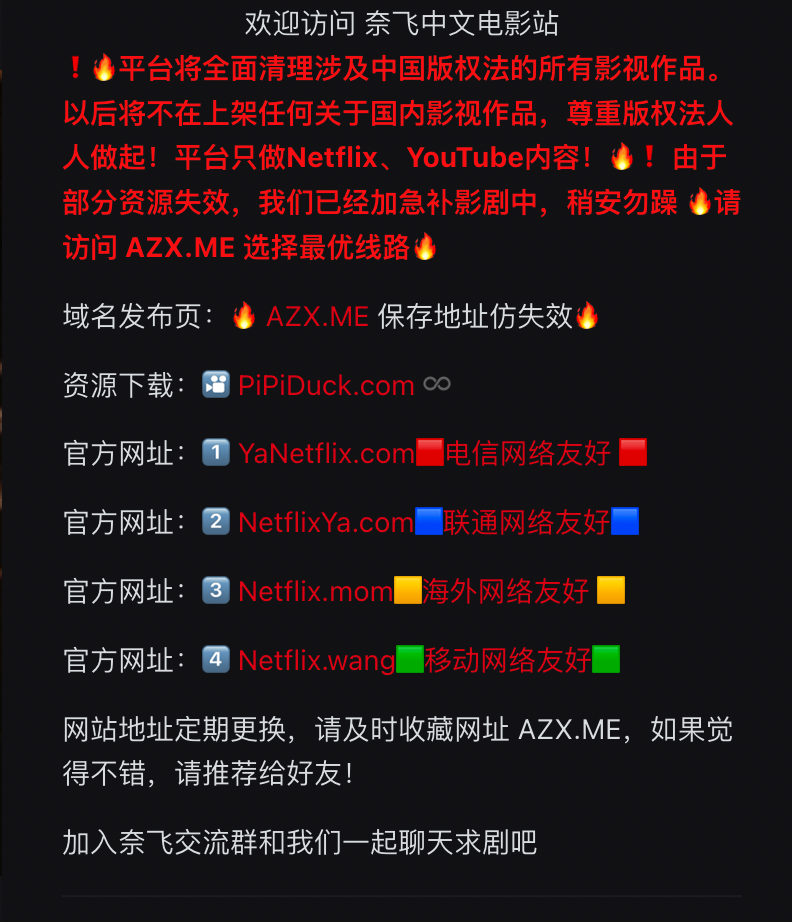 欢迎访问 奈飞中文电影站
❗🔥平台将全面清理涉及中国版权法的所有影视作品。
以后将不在上架任何关于国内影视作品，尊重版权法人
人做起！平台只做Netflix、YouTube内容！🔥❗ 由于
部分资源失效，我们已经加急补影剧中，稍安勿躁 🔥请
访问 AZX.ME 选择最优线路🔥
域名发布页：🔥 AZX.ME 保存地址仿失效🔥
资源下载：🎦 PiPiDuck.com ♾
官方网址：1️⃣ YaNetflix.com🟥电信网络友好 🟥
官方网址：2️⃣ NetflixYa.com🟦联通网络友好🟦
官方网址：3️⃣ Netflix.mom🟨海外网络友好 🟨
官方网址：4️⃣ Netflix.wang🟩移动网络友好🟩
网站地址定期更换，请及时收藏网址 AZX.ME，如果觉
得不错，请推荐给好友！
加入奈飞交流群和我们一起聊天求剧吧